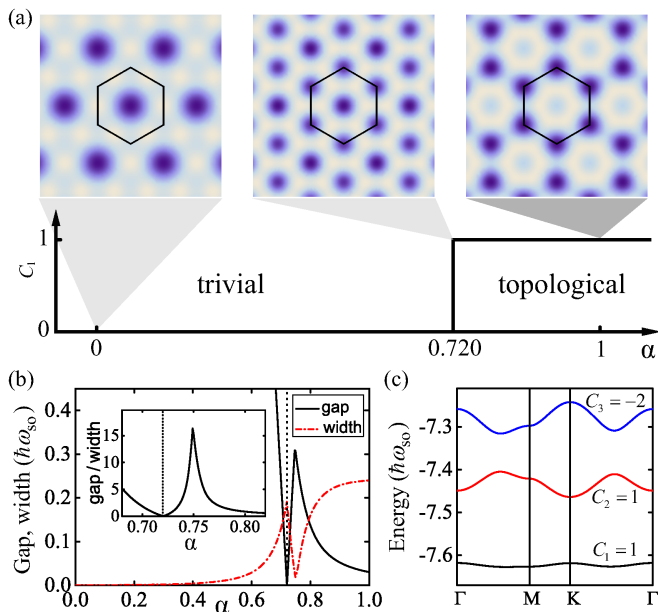 (a)
1
C₁
trivial
topological
0
0
0.720
1
α
(b)
(c)
Gap, width (ħωso)
0.4
0.3
0.2
0.1
0.0
0.0
0.2
0.4
0.6
0.8
1.0
α
gap
width
gap / width
15
10
5
0
0.70
0.75
0.80
α
Energy (ħωso)
-7.3
-7.4
-7.5
-7.6
C₃ = −2
C₂ = 1
C₁ = 1
Γ
M
K
Γ